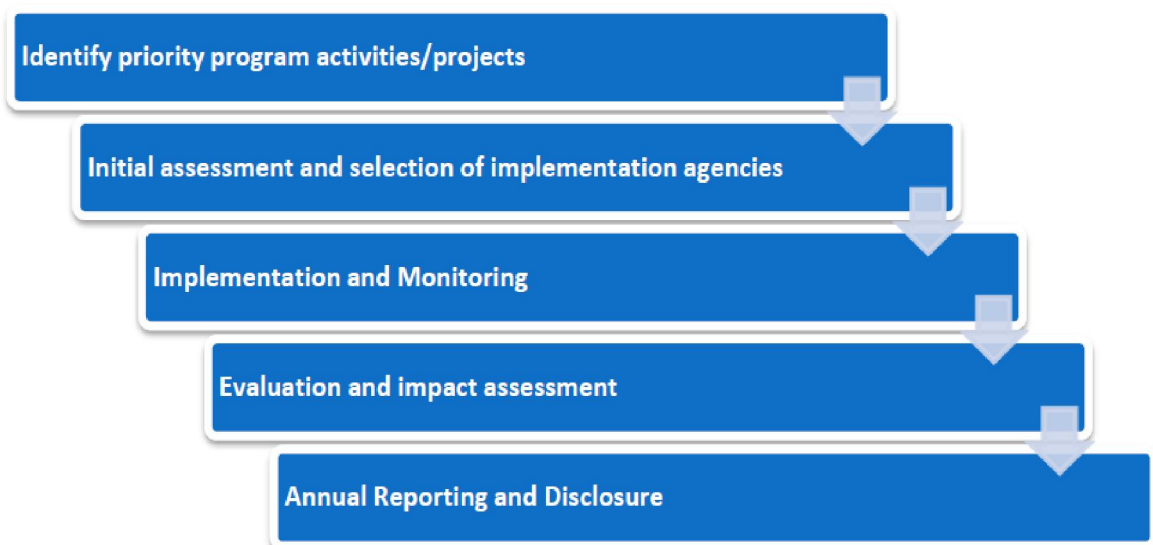 Identify priority program activities/projects
Initial assessment and selection of implementation agencies
Implementation and Monitoring
Evaluation and impact assessment
Annual Reporting and Disclosure